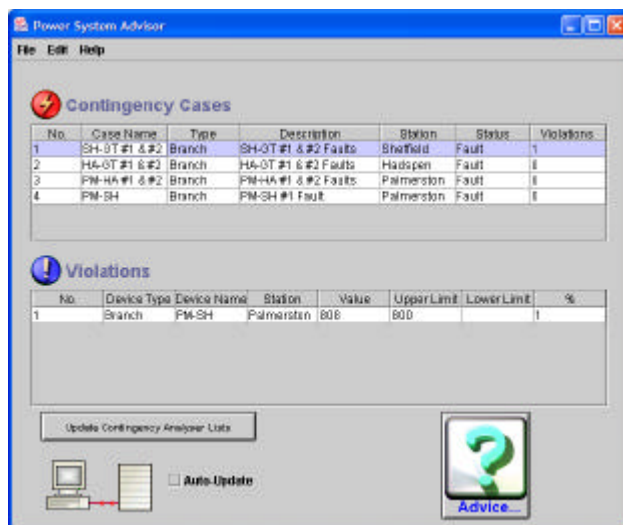 Power System Advisor
File Edit Help
Contingency Cases
No. Case Name Type Description Station Status Violations
1 SH-GT #1 & #2 Branch SH-GT #1 & #2 Faults Sheffield Fault 1
2 HA-GT #1 & #2 Branch HA-GT #1 & #2 Faults Hadspen Fault 0
3 PM-HA #1 & #2 Branch PM-HA #1 & #2 Faults Palmerston Fault 0
4 PM-SH Branch PM-SH #1 Fault Palmerston Fault 0
Violations
No. Device Type Device Name Station Value Upper Limit Lower Limit %
1 Branch PM-SH Palmerston 808 800 1
Update Contingency Analyser Lists
Auto-Update
Advice...